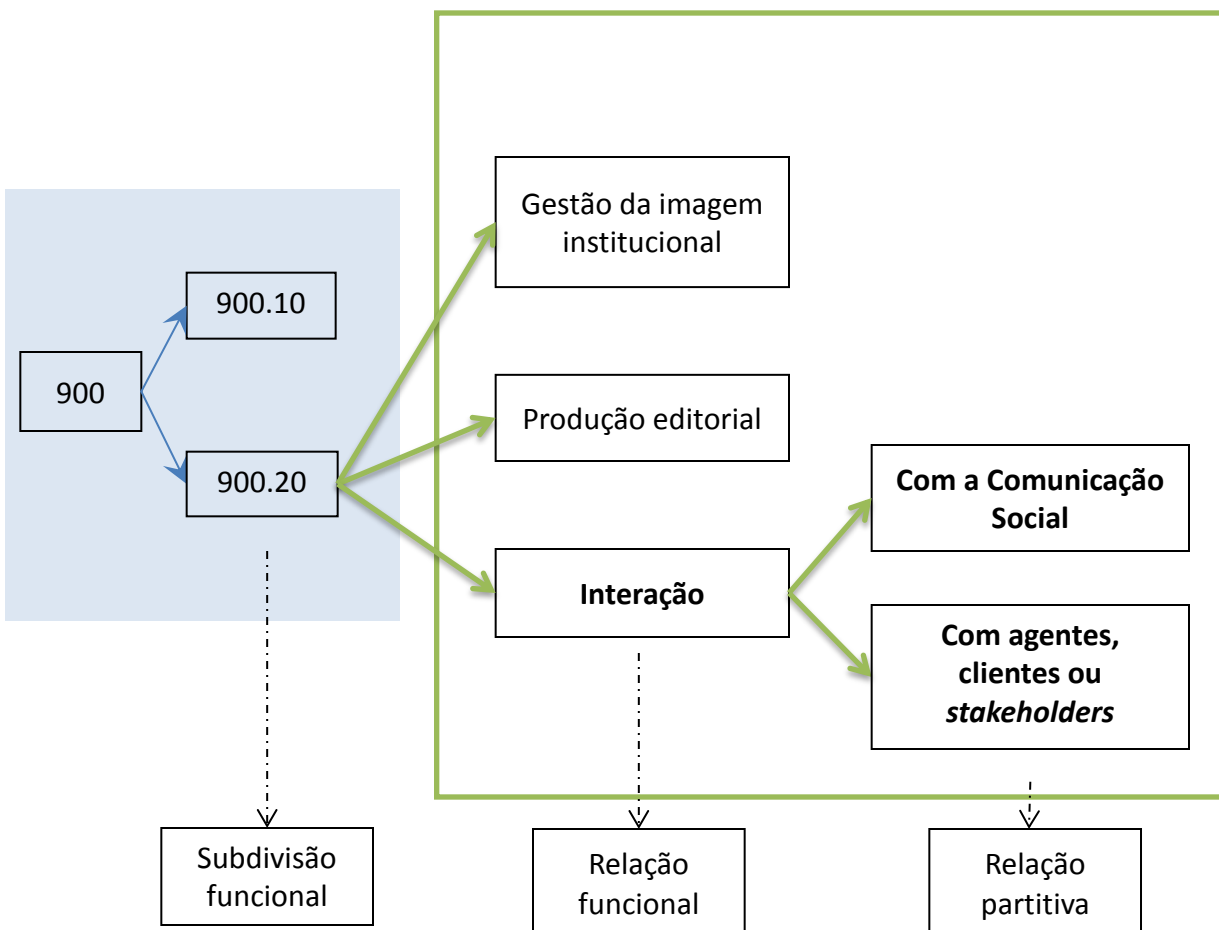 900
900.10
900.20
Gestão da imagem
institucional
Produção editorial
Interação
Com a Comunicação
Social
Com agentes,
clientes ou
stakeholders
Subdivisão
funcional
Relação
funcional
Relação
partitiva